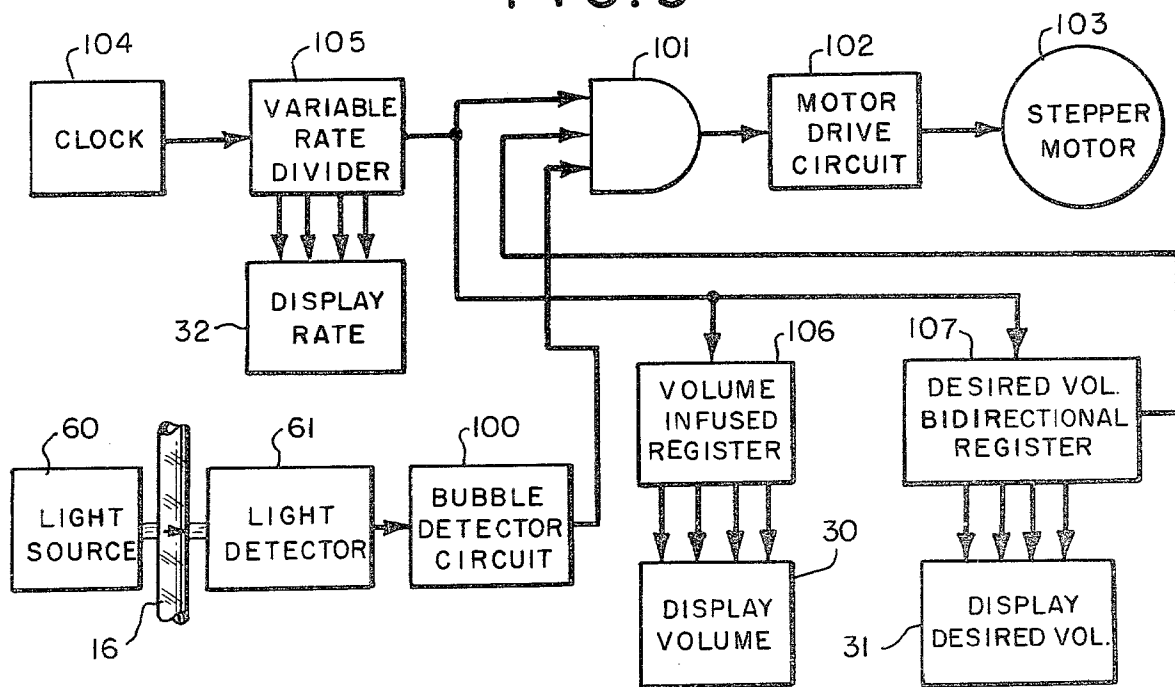 104
CLOCK
105
VARIABLE
RATE
DIVIDER
101
102
MOTOR
DRIVE
CIRCUIT
103
STEPPER
MOTOR
32
DISPLAY
RATE
106
VOLUME
INFUSED
REGISTER
107
DESIRED VOL.
BIDIRECTIONAL
REGISTER
60
LIGHT
SOURCE
16
61
LIGHT
DETECTOR
100
BUBBLE
DETECTOR
CIRCUIT
30
DISPLAY
VOLUME
31
DISPLAY
DESIRED VOL.